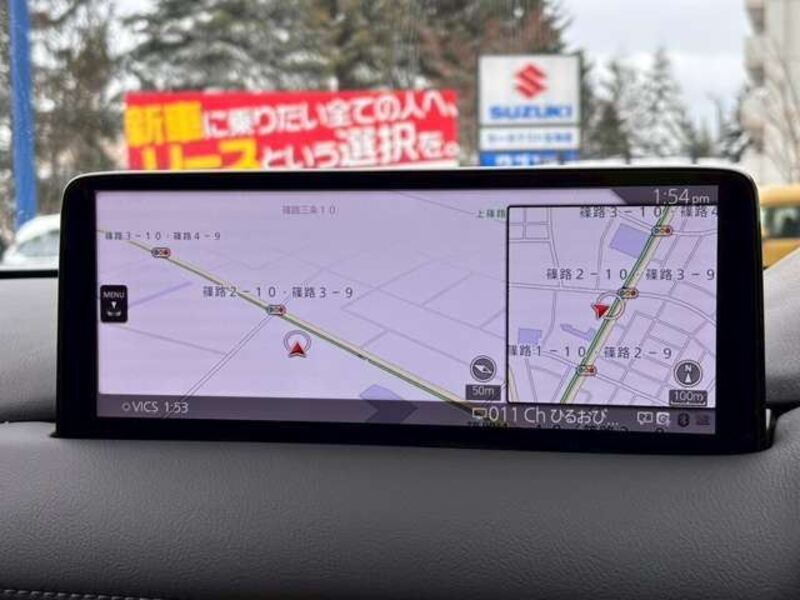 新車に乗りたい全ての人へ、
リースという選択を。
SUZUKI
1:54 pm
篠路三条10
上篠路
篠路3-10・篠路4-9
篠路2-10・篠路3-9
MENU
50m
VICS 1:53
篠路3-10・篠路4
篠路2-10・篠路3-9
篠路1-10・篠路2-9
N
100m
011 Ch ひるおび